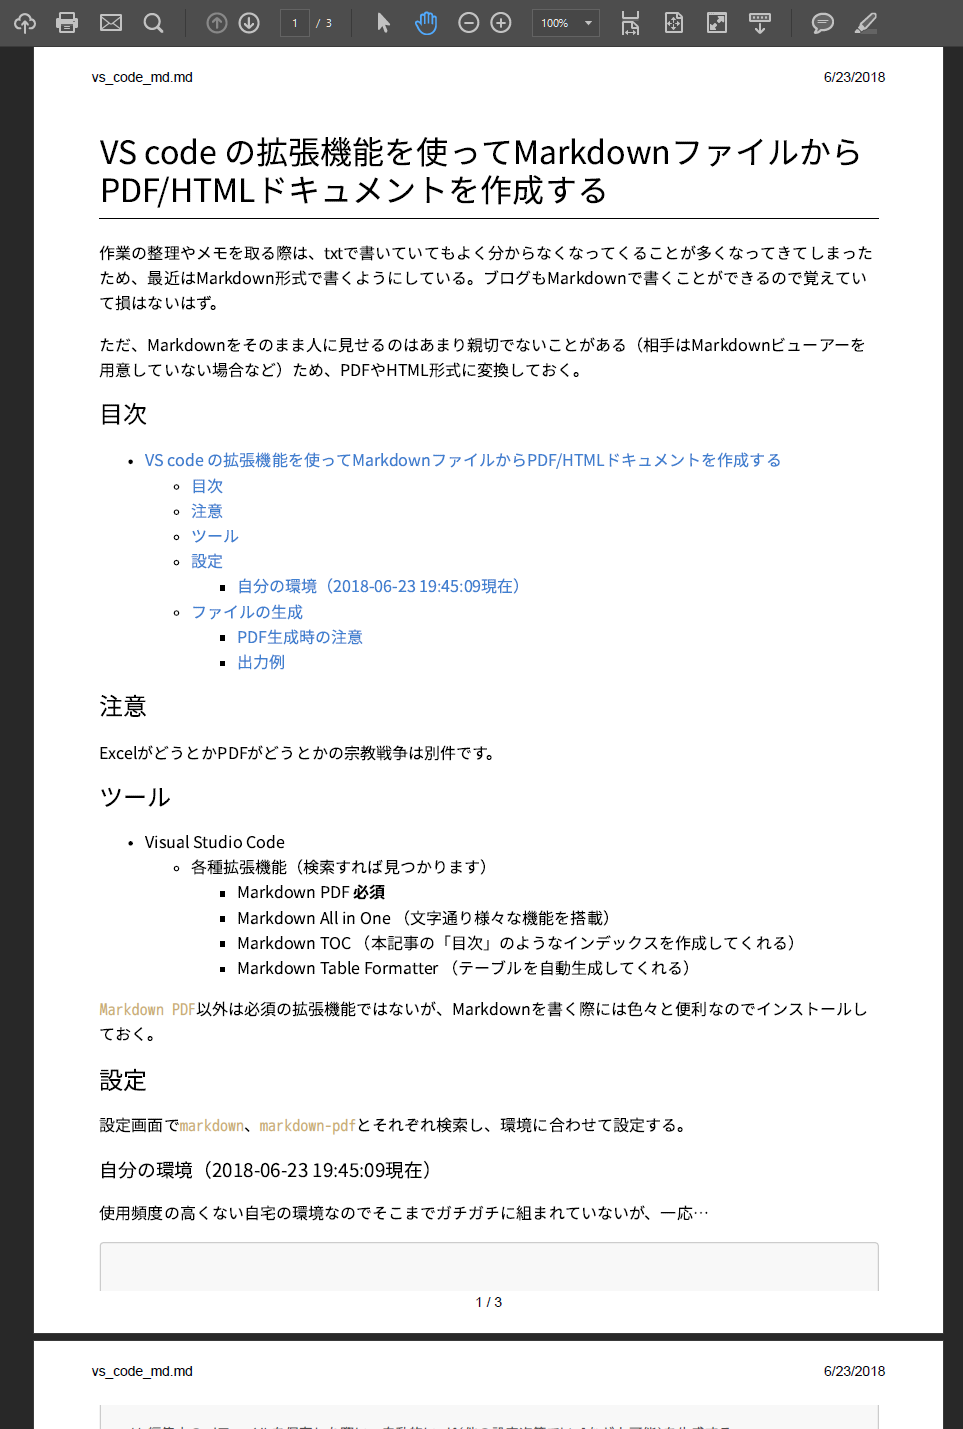 1 / 3
100%
vs_code_md.md 6/23/2018
VS code の拡張機能を使ってMarkdownファイルから
PDF/HTMLドキュメントを作成する
作業の整理やメモを取る際は、txtで書いていてもよく分からなくなってくることが多くなってきてしまった
ため、最近はMarkdown形式で書くようにしている。ブログもMarkdownで書くことができるので覚えてい
て損はないはず。
ただ、Markdownをそのまま人に見せるのはあまり親切でないことがある（相手はMarkdownビューアーを
用意していない場合など）ため、PDFやHTML形式に変換しておく。
目次
• VS code の拡張機能を使ってMarkdownファイルからPDF/HTMLドキュメントを作成する
◦ 目次
◦ 注意
◦ ツール
◦ 設定
▪ 自分の環境（2018-06-23 19:45:09現在）
◦ ファイルの生成
▪ PDF生成時の注意
▪ 出力例
注意
ExcelがどうとかPDFがどうとかの宗教戦争は別件です。
ツール
• Visual Studio Code
◦ 各種拡張機能（検索すれば見つかります）
▪ Markdown PDF 必須
▪ Markdown All in One （文字通り様々な機能を搭載）
▪ Markdown TOC （本記事の「目次」のようなインデックスを作成してくれる）
▪ Markdown Table Formatter （テーブルを自動生成してくれる）
Markdown PDF以外は必須の拡張機能ではないが、Markdownを書く際には色々と便利なのでインストールし
ておく。
設定
設定画面でmarkdown、markdown-pdfとそれぞれ検索し、環境に合わせて設定する。
自分の環境（2018-06-23 19:45:09現在）
使用頻度の高くない自宅の環境なのでそこまでガチガチに組まれていないが、一応…
1 / 3
vs_code_md.md 6/23/2018